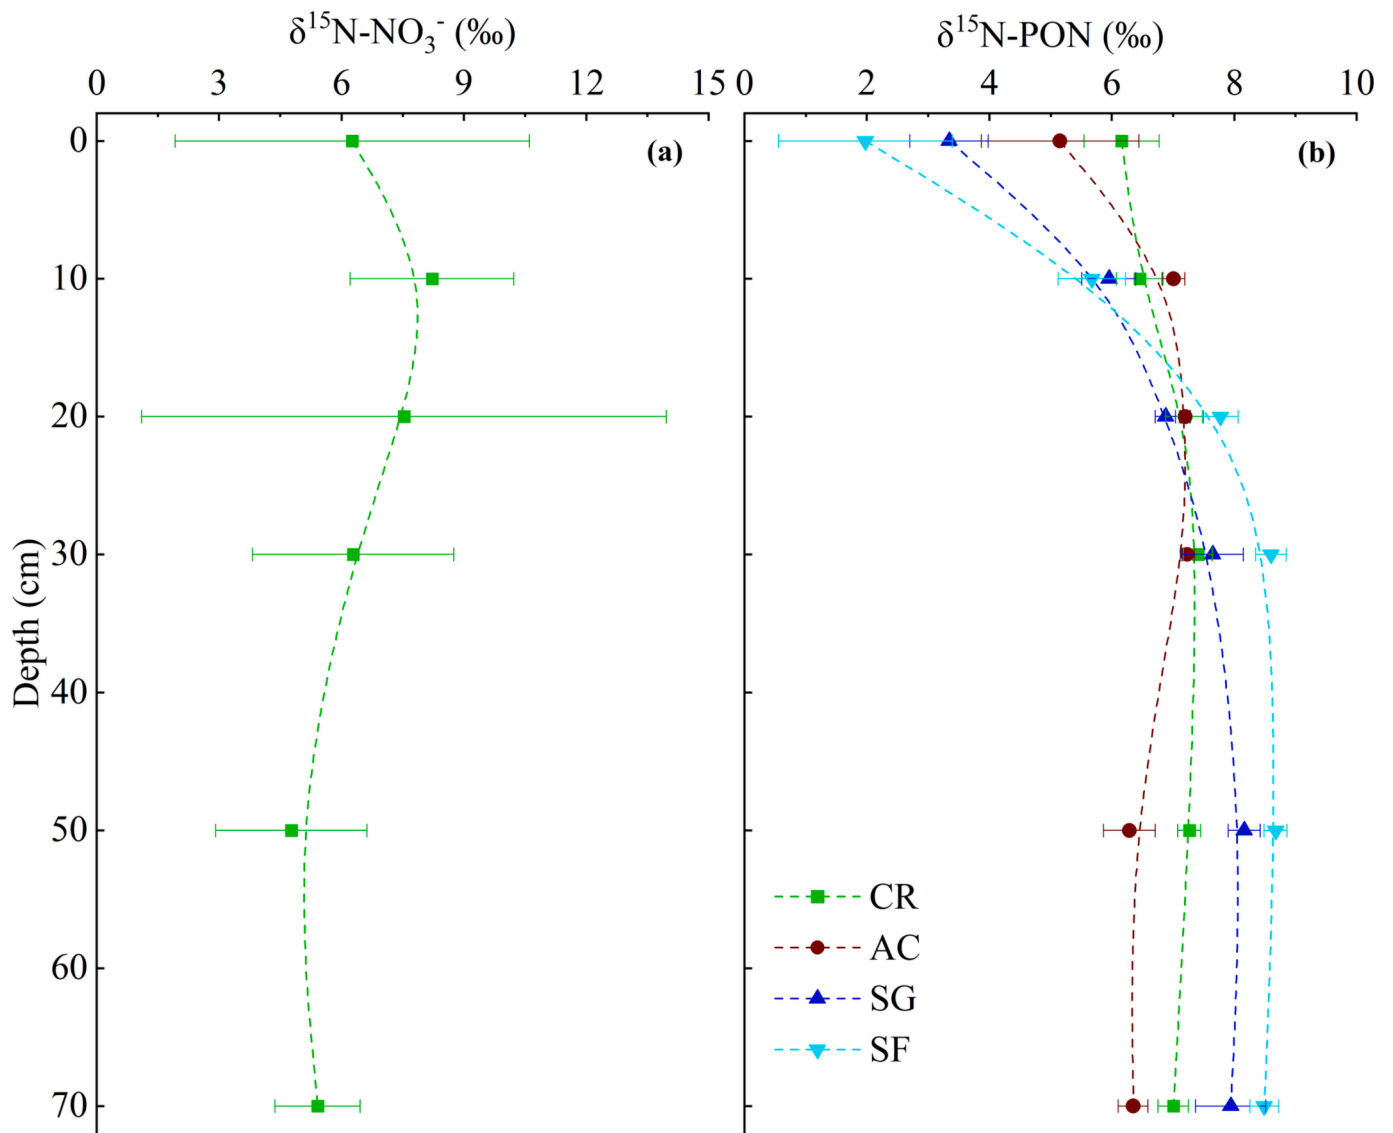 δ¹⁵N-NO₃⁻ (‰)
δ¹⁵N-PON (‰)
0 3 6 9 12 15
0 2 4 6 8 10
(a)
(b)
Depth (cm)
0
10
20
30
40
50
60
70
CR
AC
SG
SF